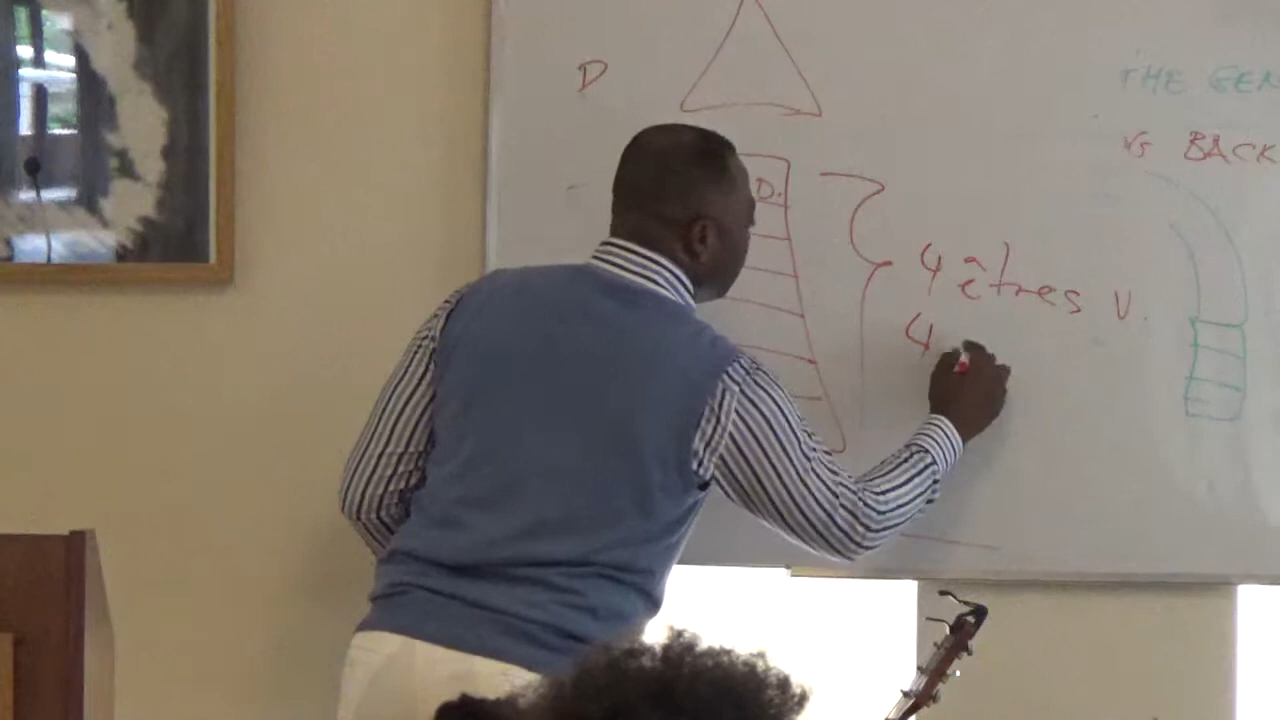 D
THE GEN
VS BACK
D.
4 êtres v.
4